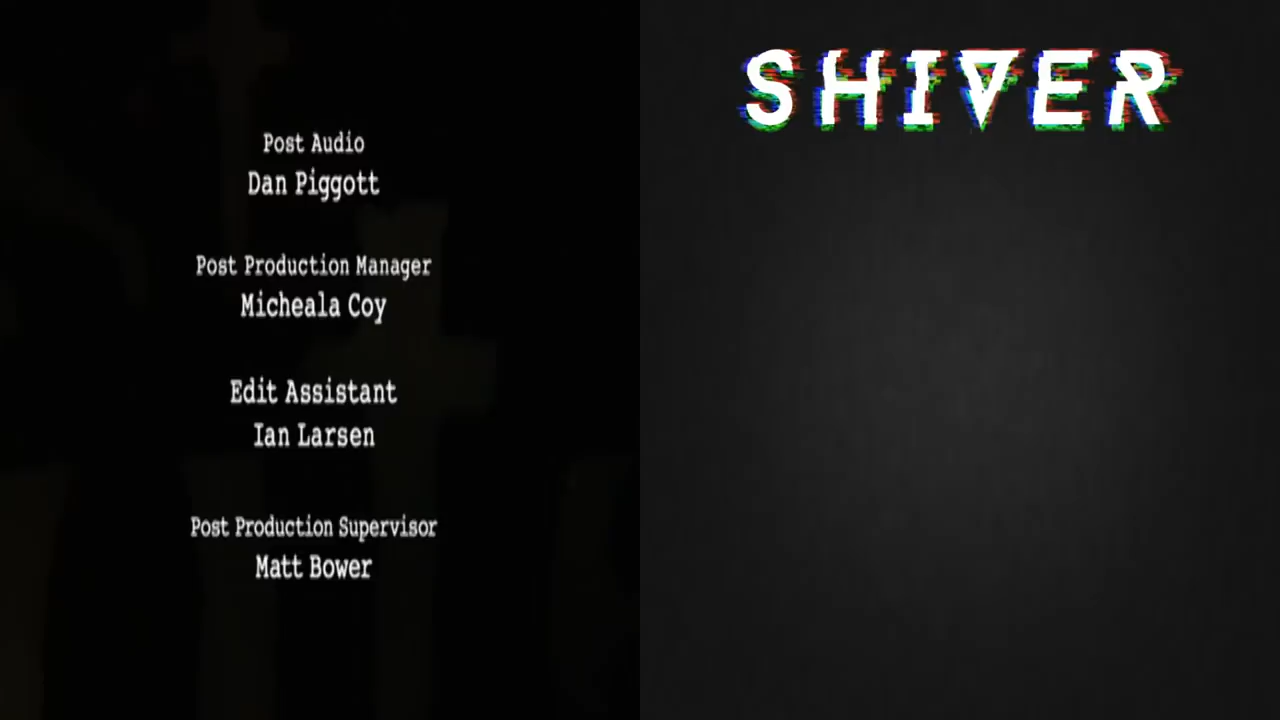 Post Audio
Dan Piggott
Post Production Manager
Micheala Coy
Edit Assistant
Ian Larsen
Post Production Supervisor
Matt Bower
SHIVER